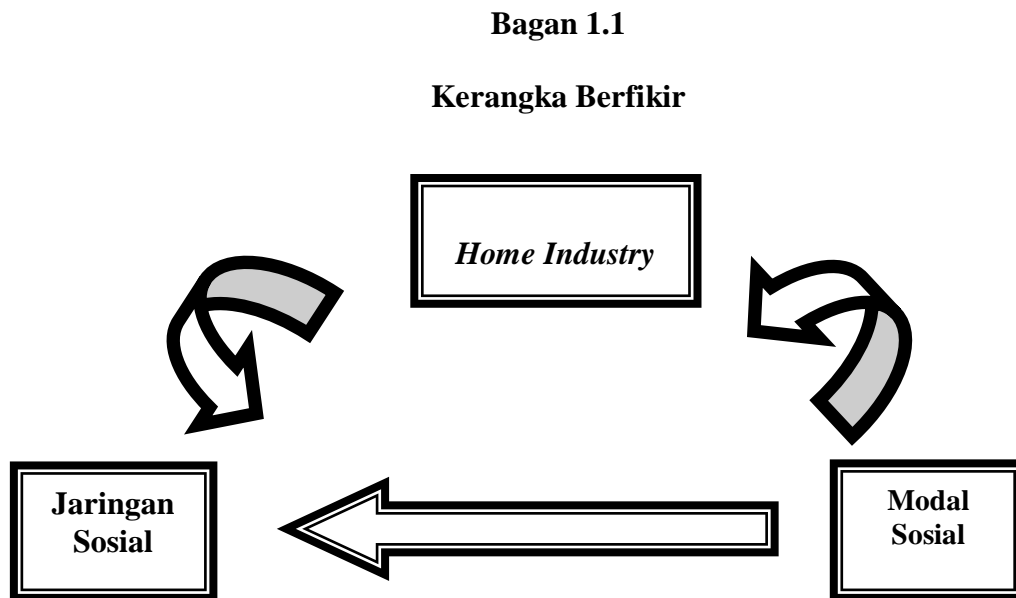 Bagan 1.1
Kerangka Berfikir
Home Industry
Jaringan
Sosial
Modal
Sosial